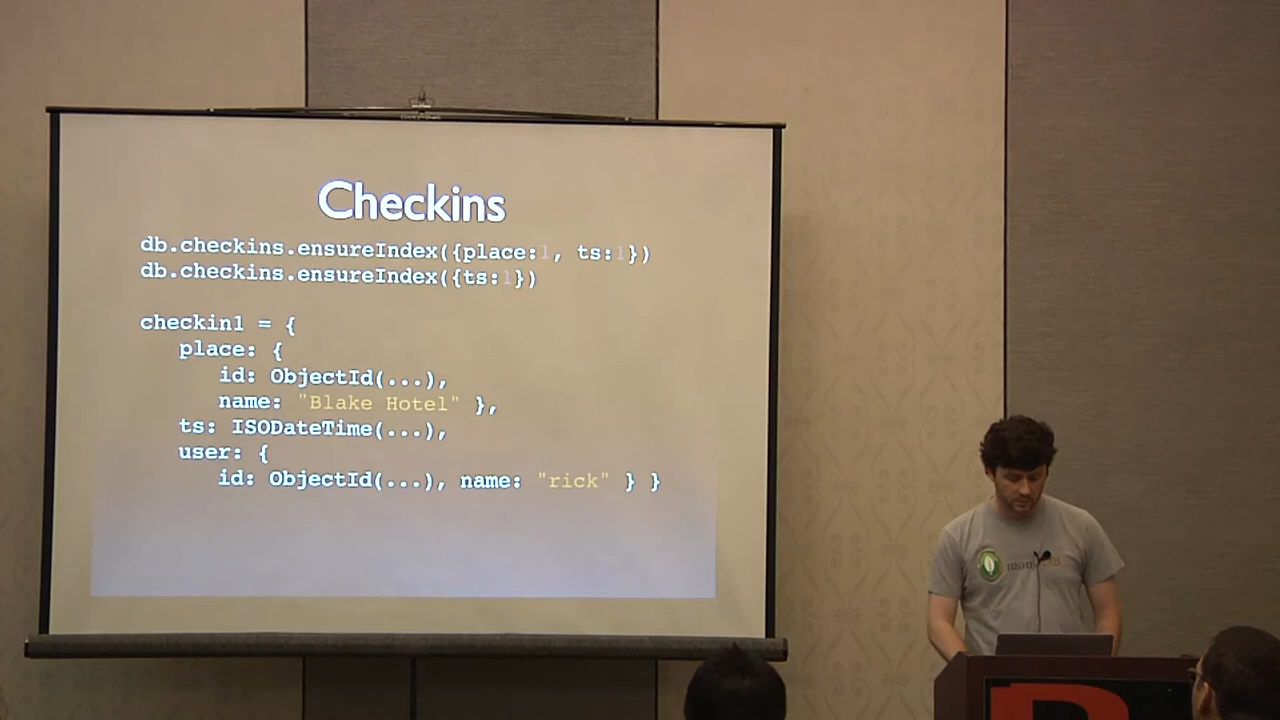 Checkins
db.checkins.ensureIndex({place:1, ts:1})
db.checkins.ensureIndex({ts:1})
checkin1 = {
place: {
id: ObjectId(...),
name: "Blake Hotel" },
ts: ISODateTime(...),
user: {
id: ObjectId(...), name: "rick" } }